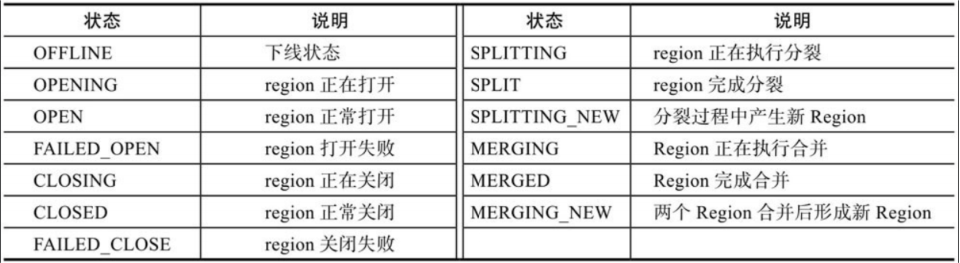 状态 说明 状态 说明
OFFLINE 下线状态 SPLITTING region 正在执行分裂
OPENING region 正在打开 SPLIT region 完成分裂
OPEN region 正常打开 SPLITTING_NEW 分裂过程中产生新 Region
FAILED_OPEN region 打开失败 MERGING Region 正在执行合并
CLOSING region 正在关闭 MERGED Region 完成合并
CLOSED region 正常关闭 MERGING_NEW 两个 Region 合并后形成新 Region
FAILED_CLOSE region 关闭失败